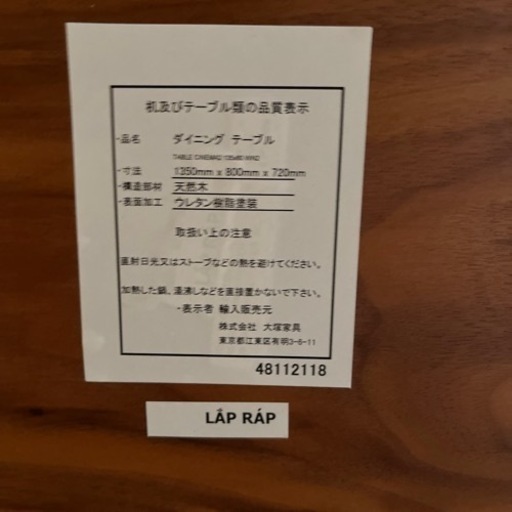 机及びテーブル類の品質表示
・品名 ダイニング テーブル
TABLE CINEMA2 135x80 WN2
・寸法 1350mm x 800mm x 720mm
・構造部材 天然木
・表面加工 ウレタン樹脂塗装
取扱い上の注意
直射日光又はストーブなどの熱を避けてください。
加熱した鍋、湯沸しなどを直接置かないで下さい。
・表示者 輸入販売元
株式会社 大塚家具
東京都江東区有明3-6-11
48112118
LẮP RÁP